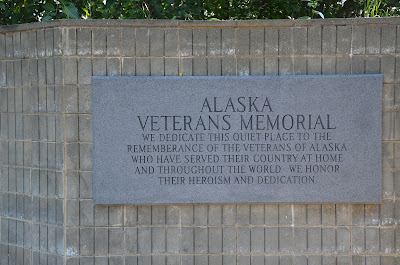 ALASKA
VETERANS MEMORIAL
WE DEDICATE THIS QUIET PLACE TO THE
REMEMBERANCE OF THE VETERANS OF ALASKA
WHO HAVE SERVED THEIR COUNTRY AT HOME
AND THROUGHOUT THE WORLD. WE HONOR
THEIR HEROISM AND DEDICATION.